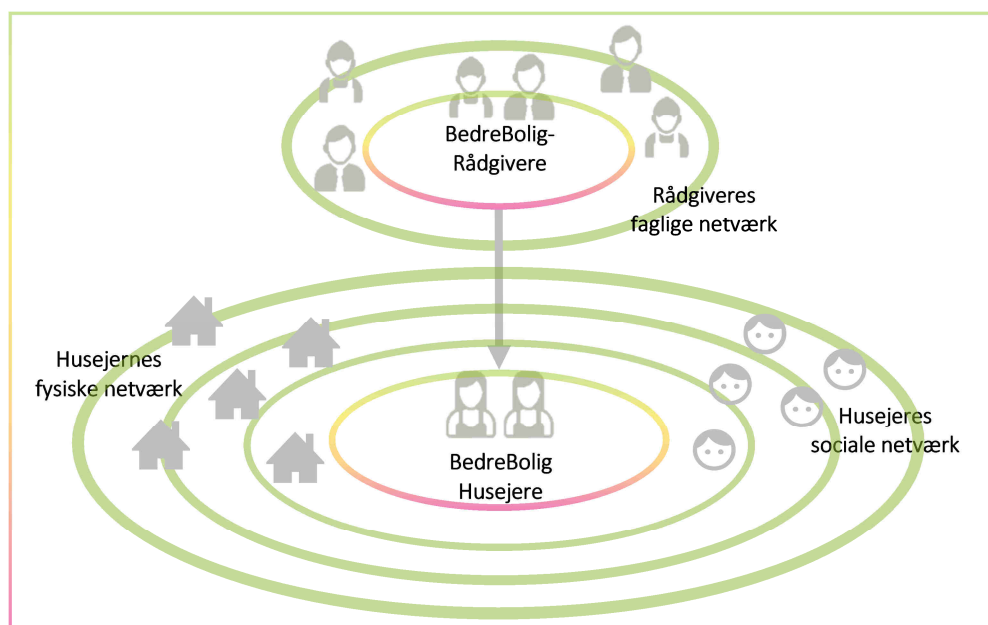 BedreBolig-
Rådgivere
Rådgiveres
faglige netværk
Husejernes
fysiske netværk
Husejeres
sociale netværk
BedreBolig
Husejere